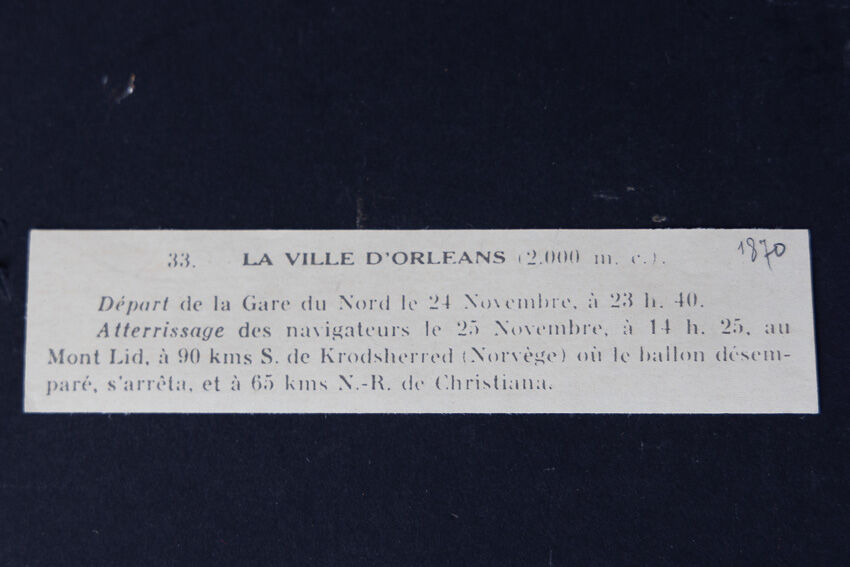 33. LA VILLE D'ORLEANS (2.000 m. c.). 1870
Départ de la Gare du Nord le 24 Novembre, à 23 h. 40.
Atterrissage des navigateurs le 25 Novembre, à 14 h. 25, au
Mont Lid, à 90 kms S. de Krodsherred (Norvège) où le ballon désem-
paré, s'arrêta, et à 65 kms N.-R. de Christiana.